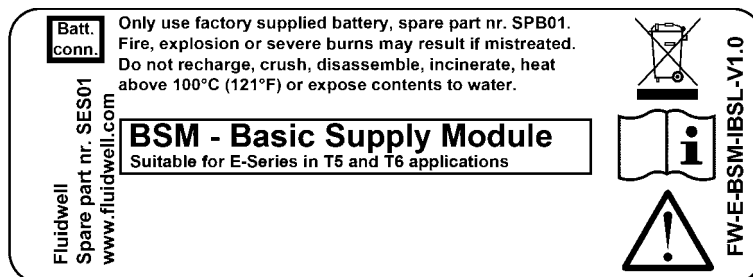 Batt.
conn.
Only use factory supplied battery, spare part nr. SPB01.
Fire, explosion or severe burns may result if mistreated.
Do not recharge, crush, disassemble, incinerate, heat
above 100°C (121°F) or expose contents to water.
BSM - Basic Supply Module
Suitable for E-Series in T5 and T6 applications
Fluidwell
Spare part nr. SES01
www.fluidwell.com
i
!
FW-E-BSM-IBSL-V1.0